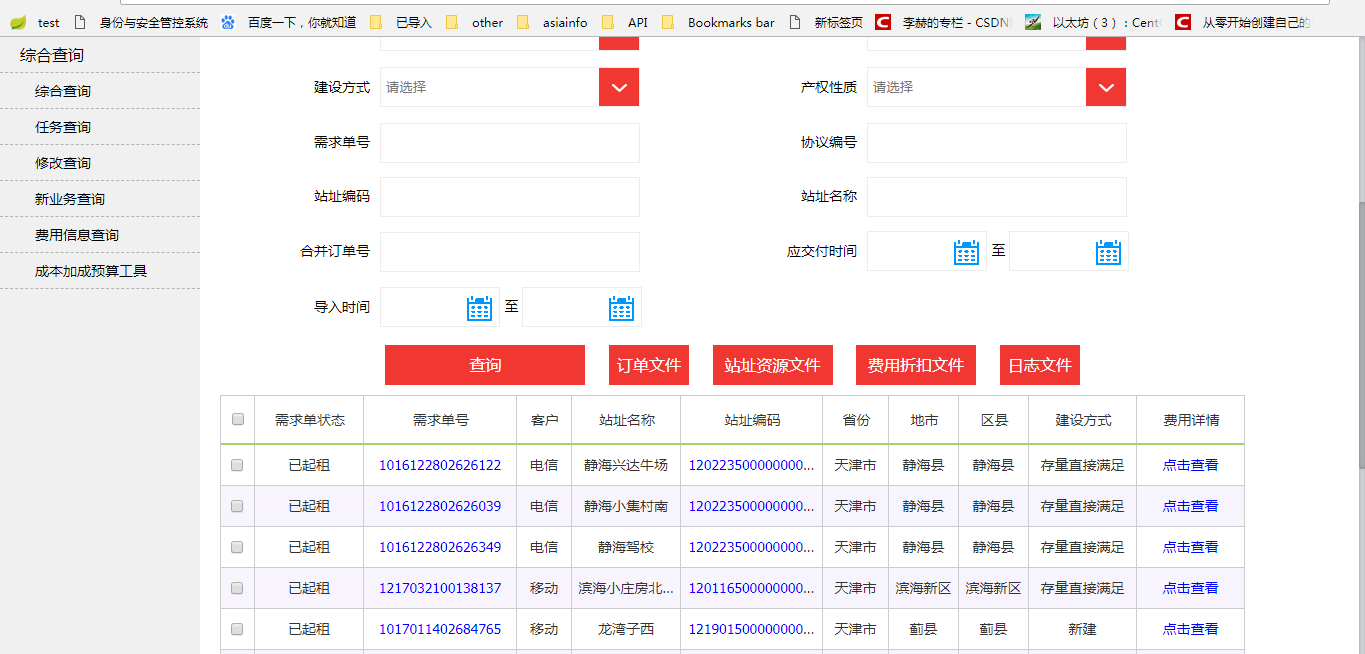 test 身份与安全管控系统 百度一下，你就知道 已导入 other asiainfo API Bookmarks bar 新标签页 李赫的专栏 - CSDN 以太坊（3）：Cent 从零开始创建自己的
综合查询
综合查询
任务查询
修改查询
新业务查询
费用信息查询
成本加成预算工具
建设方式 请选择 产权性质 请选择
需求单号 协议编号
站址编码 站址名称
合并订单号 应交付时间 至
导入时间 至
查询 订单文件 站址资源文件 费用折扣文件 日志文件
需求单状态 需求单号 客户 站址名称 站址编码 省份 地市 区县 建设方式 费用详情
已起租 1016122802626122 电信 静海兴达牛场 120223500000000... 天津市 静海县 静海县 存量直接满足 点击查看
已起租 1016122802626039 电信 静海小集村南 120223500000000... 天津市 静海县 静海县 存量直接满足 点击查看
已起租 1016122802626349 电信 静海驾校 120223500000000... 天津市 静海县 静海县 存量直接满足 点击查看
已起租 1217032100138137 移动 滨海小庄房北... 120116500000000... 天津市 滨海新区 滨海新区 存量直接满足 点击查看
已起租 1017011402684765 移动 龙湾子西 121901500000000... 天津市 蓟县 蓟县 新建 点击查看